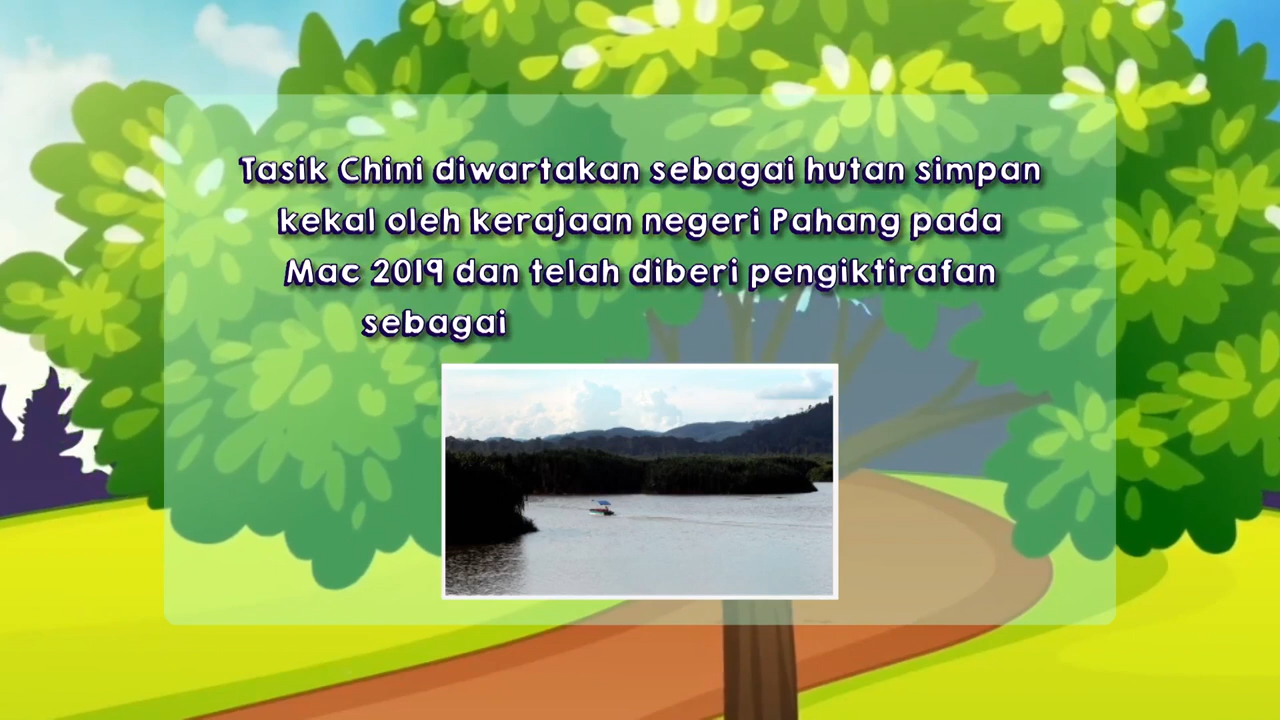 Tasik Chini diwartakan sebagai hutan simpan
kekal oleh kerajaan negeri Pahang pada
Mac 2019 dan telah diberi pengiktirafan
sebagai